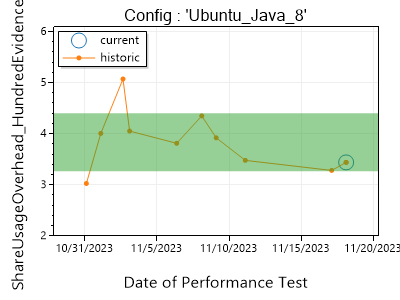 Config : 'Ubuntu_Java_8'
ShareUsageOverhead_HundredEvidence
current
historic
6
5
4
3
2
10/31/2023
11/5/2023
11/10/2023
11/15/2023
11/20/2023
Date of Performance Test